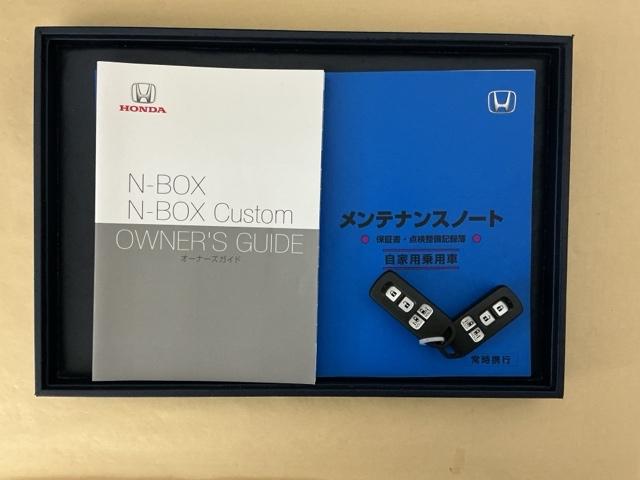 HONDA
N-BOX
N-BOX Custom
OWNER'S GUIDE
オーナーズガイド
メンテナンスノート
保証書・点検整備記録簿
自家用乗用車
常時携行